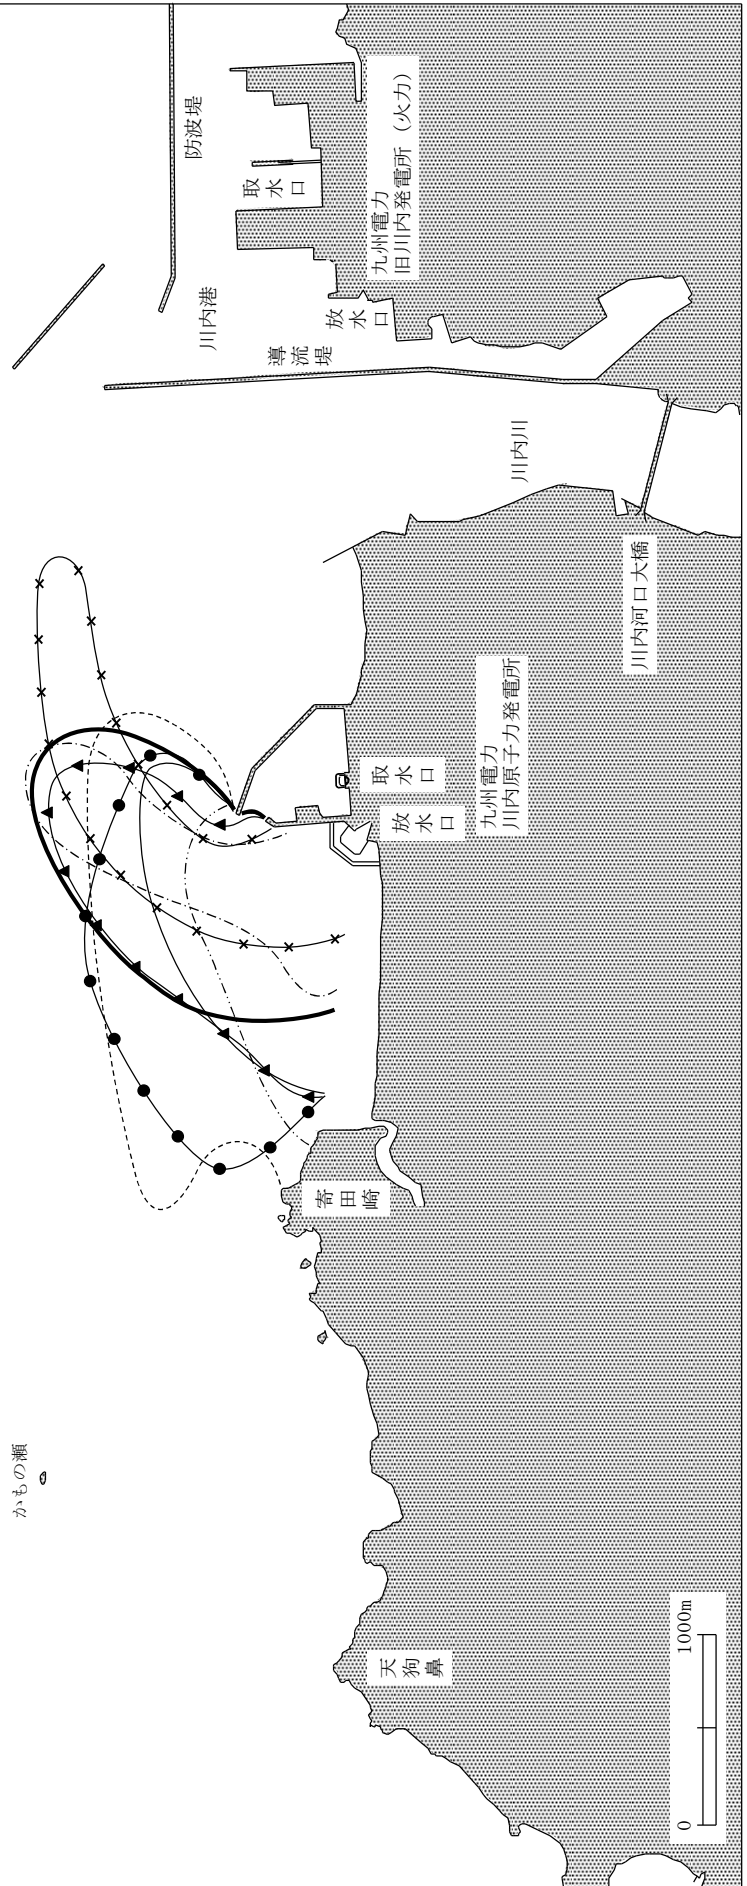 かもの瀬
天狗鼻
0 1000m
寄田崎
放水口
取水口
九州電力
川内原子力発電所
川内河口大橋
川内川
導流堤
川内港
防波堤
放水口
取水口
九州電力
旧川内発電所（火力）